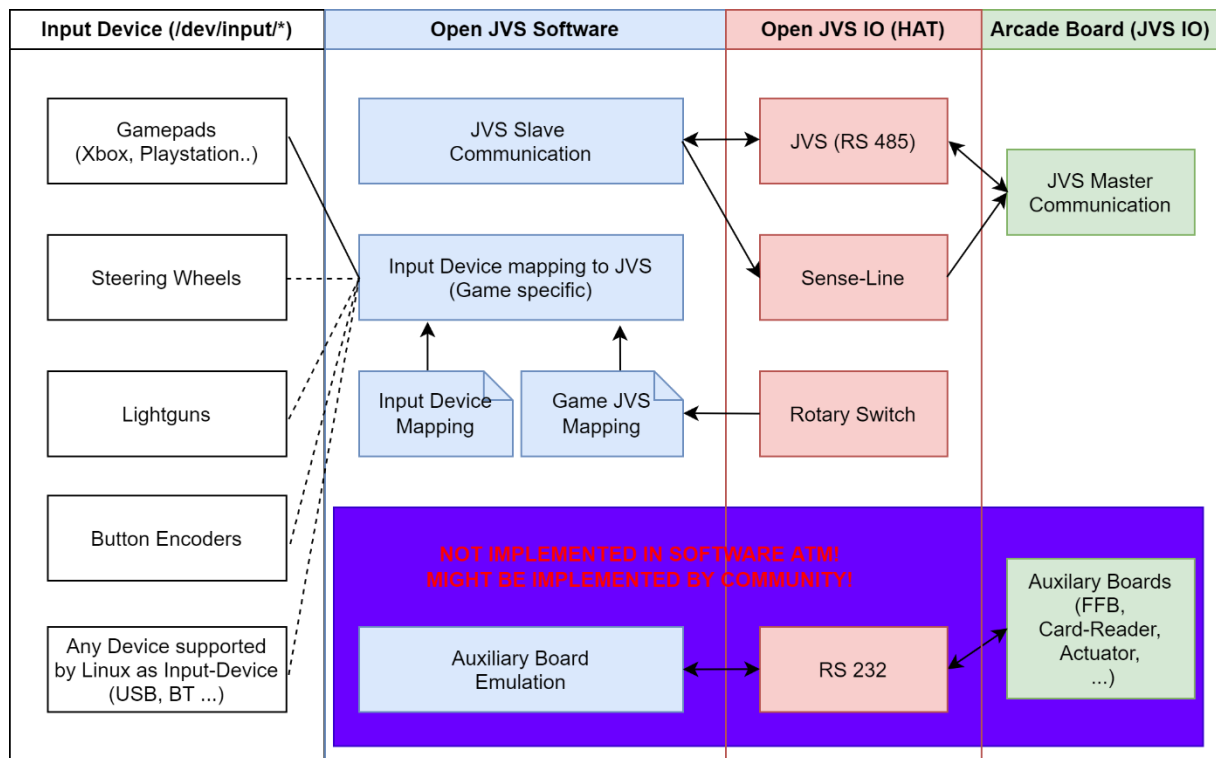 Input Device (/dev/input/*)
Open JVS Software
Open JVS IO (HAT)
Arcade Board (JVS IO)
Gamepads
(Xbox, Playstation..)
JVS Slave
Communication
JVS (RS 485)
JVS Master
Communication
Steering Wheels
Input Device mapping to JVS
(Game specific)
Sense-Line
Lightguns
Input Device
Mapping
Game JVS
Mapping
Rotary Switch
Button Encoders
NOT IMPLEMENTED IN SOFTWARE ATM!
MIGHT BE IMPLEMENTED BY COMMUNITY!
Any Device supported
by Linux as Input-Device
(USB, BT ...)
Auxiliary Board
Emulation
RS 232
Auxilary Boards
(FFB,
Card-Reader,
Actuator,
...)